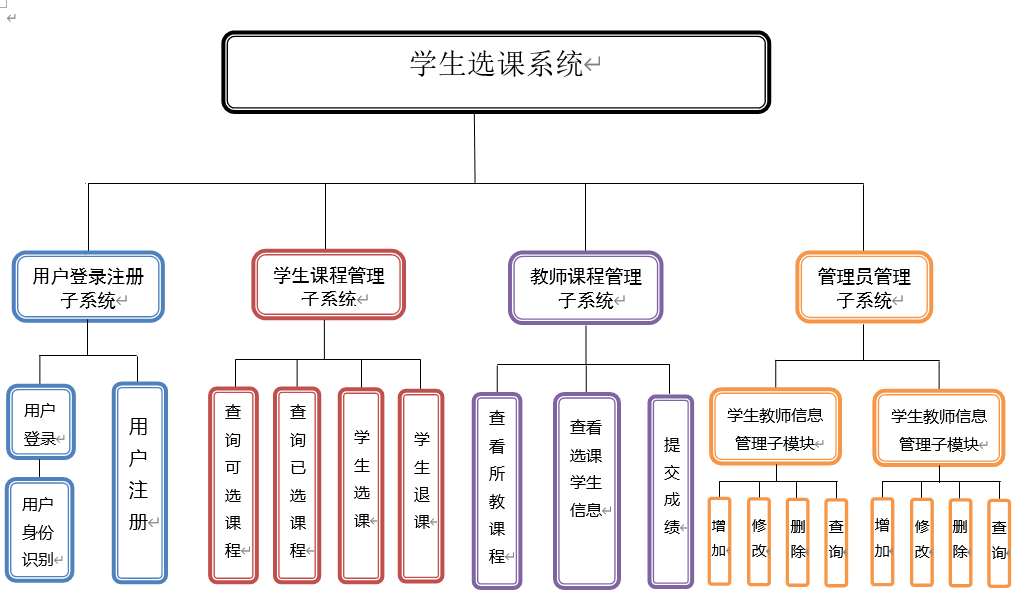 学生选课系统
用户登录注册
子系统
学生课程管理
子系统
教师课程管理
子系统
管理员管理
子系统
用户
登录
用户
身份
识别
用户注册
查询可选课程
查询已选课程
学生选课
学生退课
查看所教课程
查看
选课
学生
信息
提交成绩
学生教师信息
管理子模块
学生教师信息
管理子模块
增加
修改
删除
查询
增加
修改
删除
查询